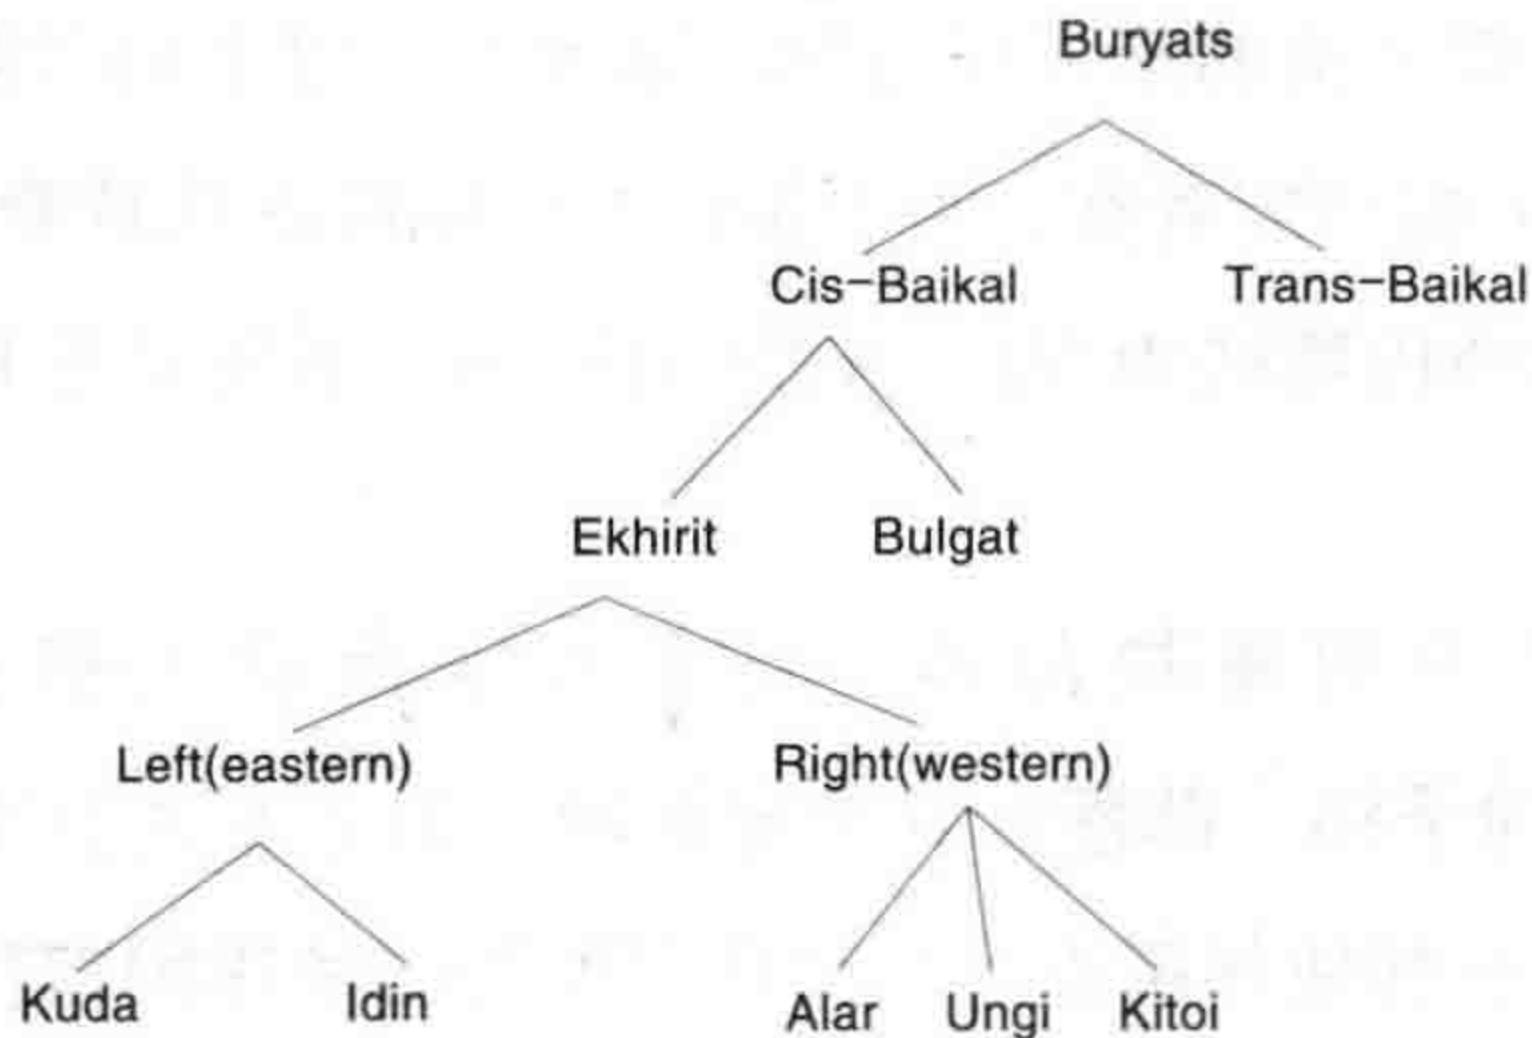 Buryats
Cis-Baikal Trans-Baikal
Ekhirit Bulgat
Left(eastern) Right(western)
Kuda Idin Alar Ungi Kitoi